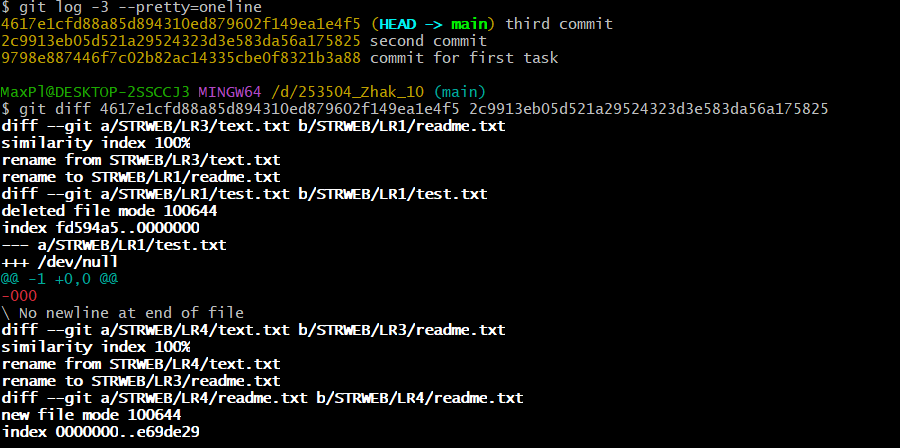 $ git log -3 --pretty=oneline
4617e1cfd88a85d894310ed879602f149ea1e4f5 (HEAD -> main) third commit
2c9913eb05d521a29524323d3e583da56a175825 second commit
9798e887446f7c02b82ac14335cbe0f8321b3a88 commit for first task
MaxPl@DESKTOP-2SSCCJ3 MINGW64 /d/253504_Zhak_10 (main)
$ git diff 4617e1cfd88a85d894310ed879602f149ea1e4f5 2c9913eb05d521a29524323d3e583da56a175825
diff --git a/STRWEB/LR3/text.txt b/STRWEB/LR1/readme.txt
similarity index 100%
rename from STRWEB/LR3/text.txt
rename to STRWEB/LR1/readme.txt
diff --git a/STRWEB/LR1/test.txt b/STRWEB/LR1/test.txt
deleted file mode 100644
index fd594a5..0000000
--- a/STRWEB/LR1/test.txt
+++ /dev/null
@@ -1 +0,0 @@
-000
\ No newline at end of file
diff --git a/STRWEB/LR4/text.txt b/STRWEB/LR3/readme.txt
similarity index 100%
rename from STRWEB/LR4/text.txt
rename to STRWEB/LR3/readme.txt
diff --git a/STRWEB/LR4/readme.txt b/STRWEB/LR4/readme.txt
new file mode 100644
index 0000000..e69de29